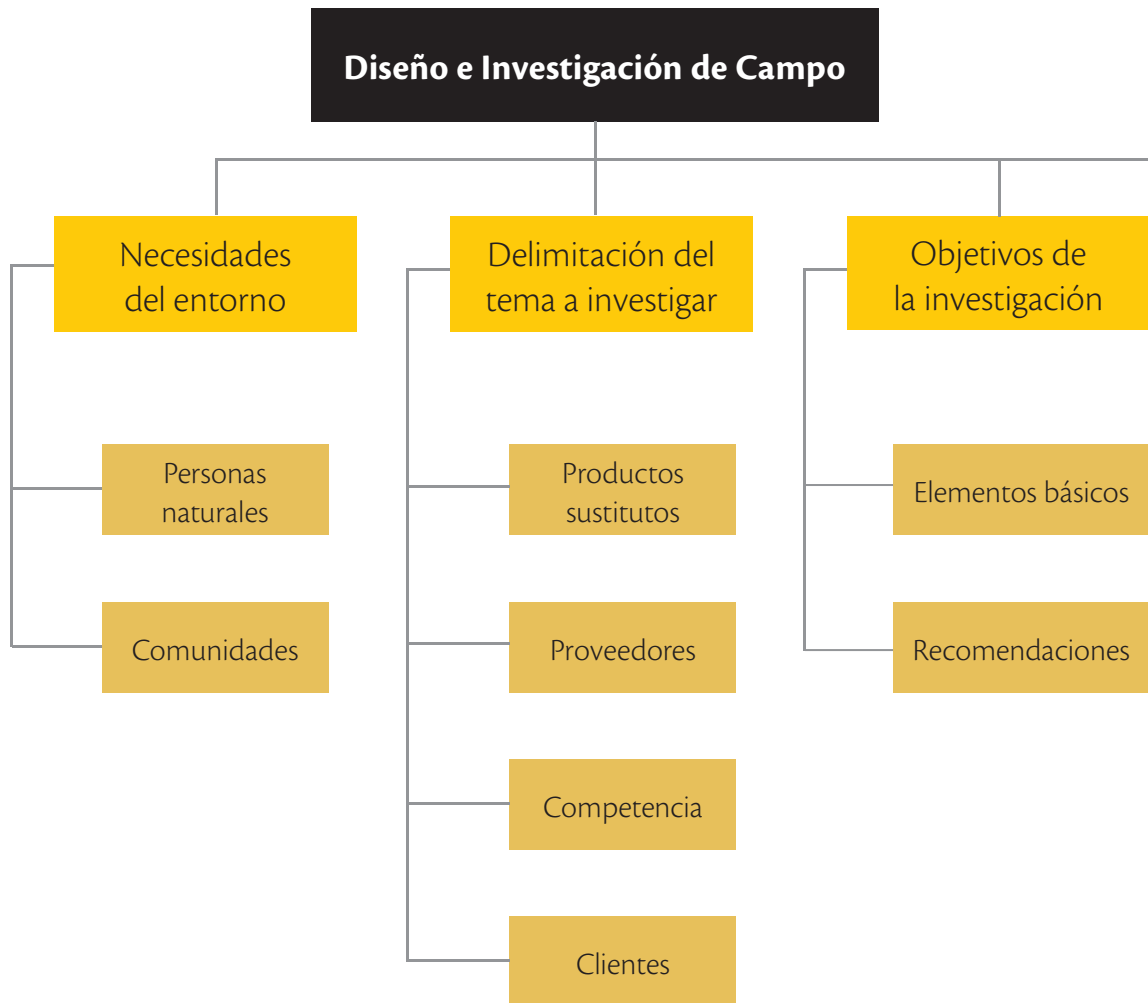 Diseño e Investigación de Campo
Necesidades
del entorno
Personas
naturales
Comunidades
Delimitación del
tema a investigar
Productos
sustitutos
Proveedores
Competencia
Clientes
Objetivos de
la investigación
Elementos básicos
Recomendaciones